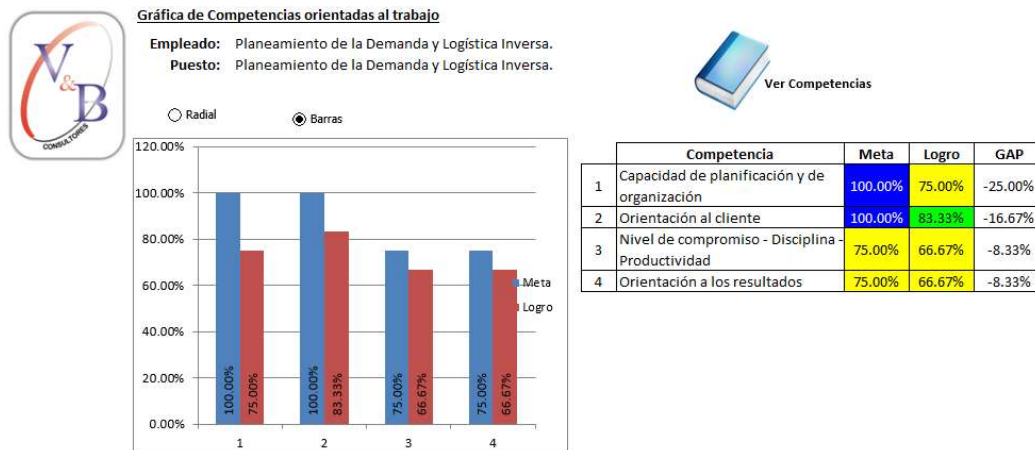 Gráfica de Competencias orientadas al trabajo
Empleado: Planeamiento de la Demanda y Logística Inversa.
Puesto: Planeamiento de la Demanda y Logística Inversa.
V&B
CONSULTORES
Ver Competencias
Radial
Barras
120.00%
100.00%
80.00%
60.00%
40.00%
20.00%
0.00%
100.00%
75.00%
100.00%
83.33%
75.00%
66.67%
75.00%
66.67%
1 2 3 4
Meta
Logro
Competencia Meta Logro GAP
1 Capacidad de planificación y de
organización 100.00% 75.00% -25.00%
2 Orientación al cliente 100.00% 83.33% -16.67%
3 Nivel de compromiso - Disciplina -
Productividad 75.00% 66.67% -8.33%
4 Orientación a los resultados 75.00% 66.67% -8.33%